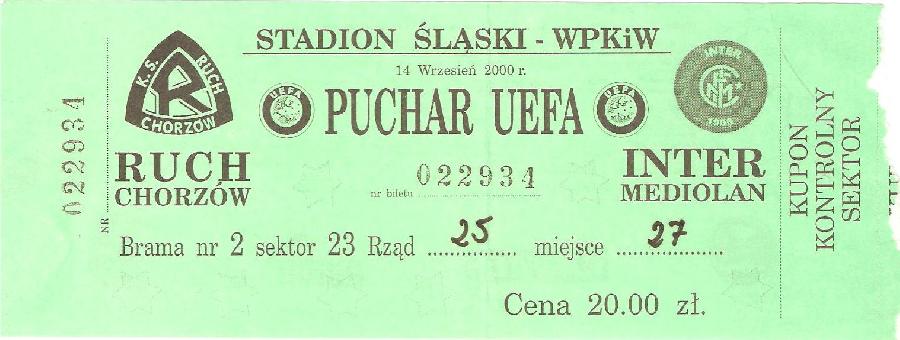 STADION ŚLĄSKI - WPKiW
14 Wrzesień 2000 r.
K. S. RUCH
R
CHORZÓW
UEFA
PUCHAR UEFA
UEFA
INTER
1908
RUCH
CHORZÓW
nr biletu 022934
INTER
MEDIOLAN
Brama nr 2 sektor 23 Rząd 25 miejsce 27
Cena 20.00 zł.
022934
NR
KUPON
KONTROLNY
SEKTOR